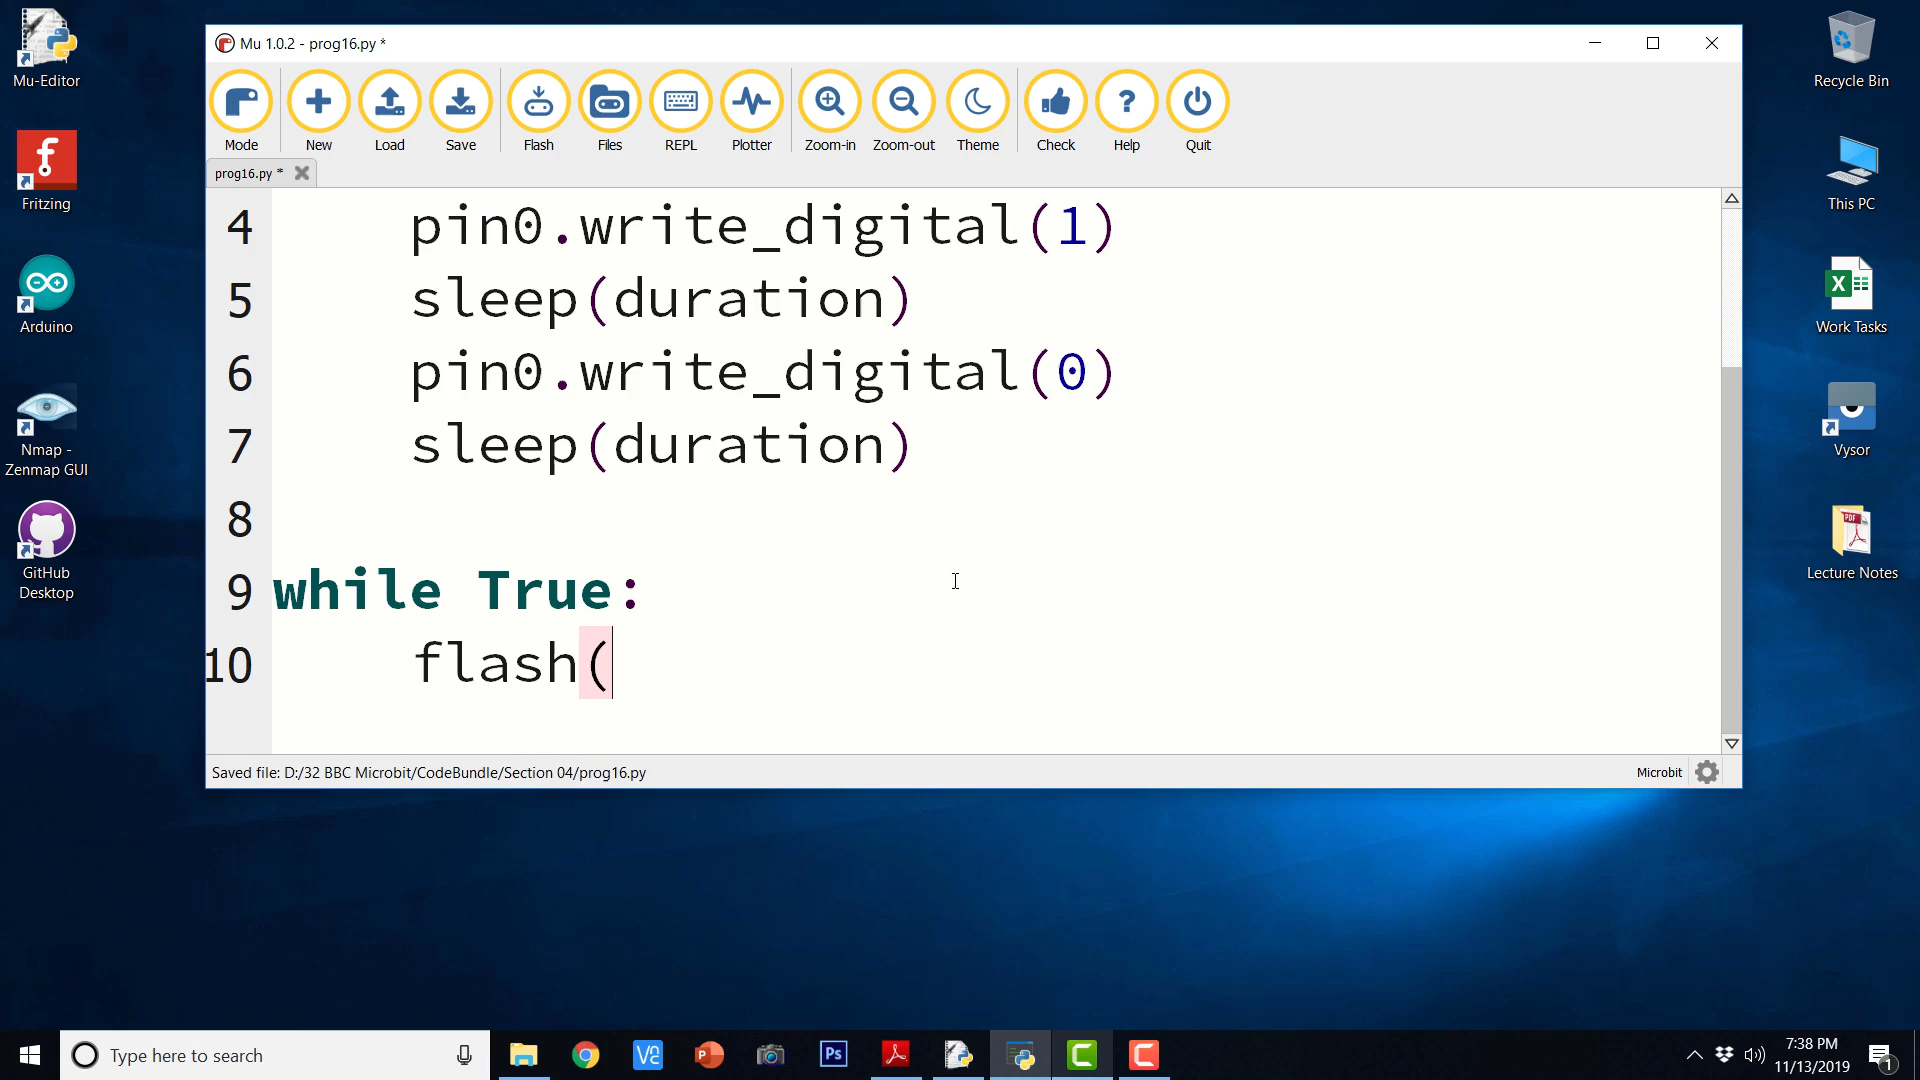 Mu 1.0.2 - prog16.py *
Mode
New
Load
Save
Flash
Files
REPL
Plotter
Zoom-in
Zoom-out
Theme
Check
Help
Quit
prog16.py *
4 pin0.write_digital(1)
5 sleep(duration)
6 pin0.write_digital(0)
7 sleep(duration)
8
9 while True:
10 flash(
Saved file: D:/32 BBC Microbit/CodeBundle/Section 04/prog16.py
Microbit
Mu-Editor
Fritzing
Arduino
Nmap -
Zenmap GUI
GitHub
Desktop
Recycle Bin
This PC
Work Tasks
Vysor
PDF
Lecture Notes
Type here to search
V2
Ps
7:38 PM
11/13/2019
1